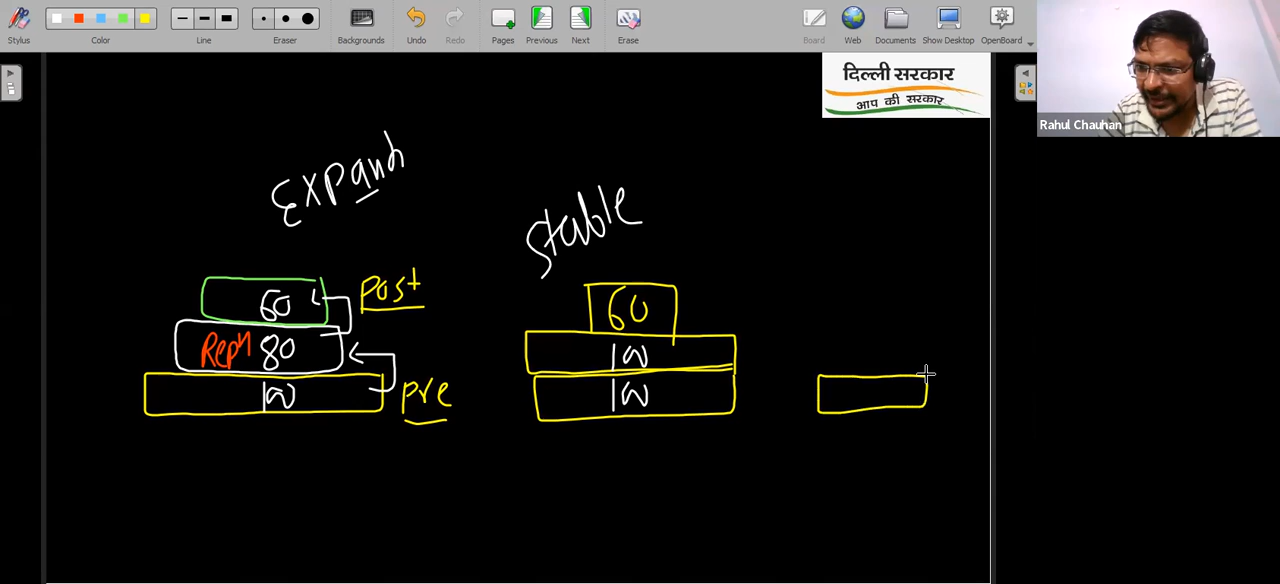 Stylus
Color
Line
Eraser
Backgrounds
Undo
Redo
Pages
Previous
Next
Erase
Board
Web
Documents
Show Desktop
OpenBoard
दिल्ली सरकार
आप की सरकार
Rahul Chauhan
Expand
Stable
60
Post
80
100
Pre
60
100
100